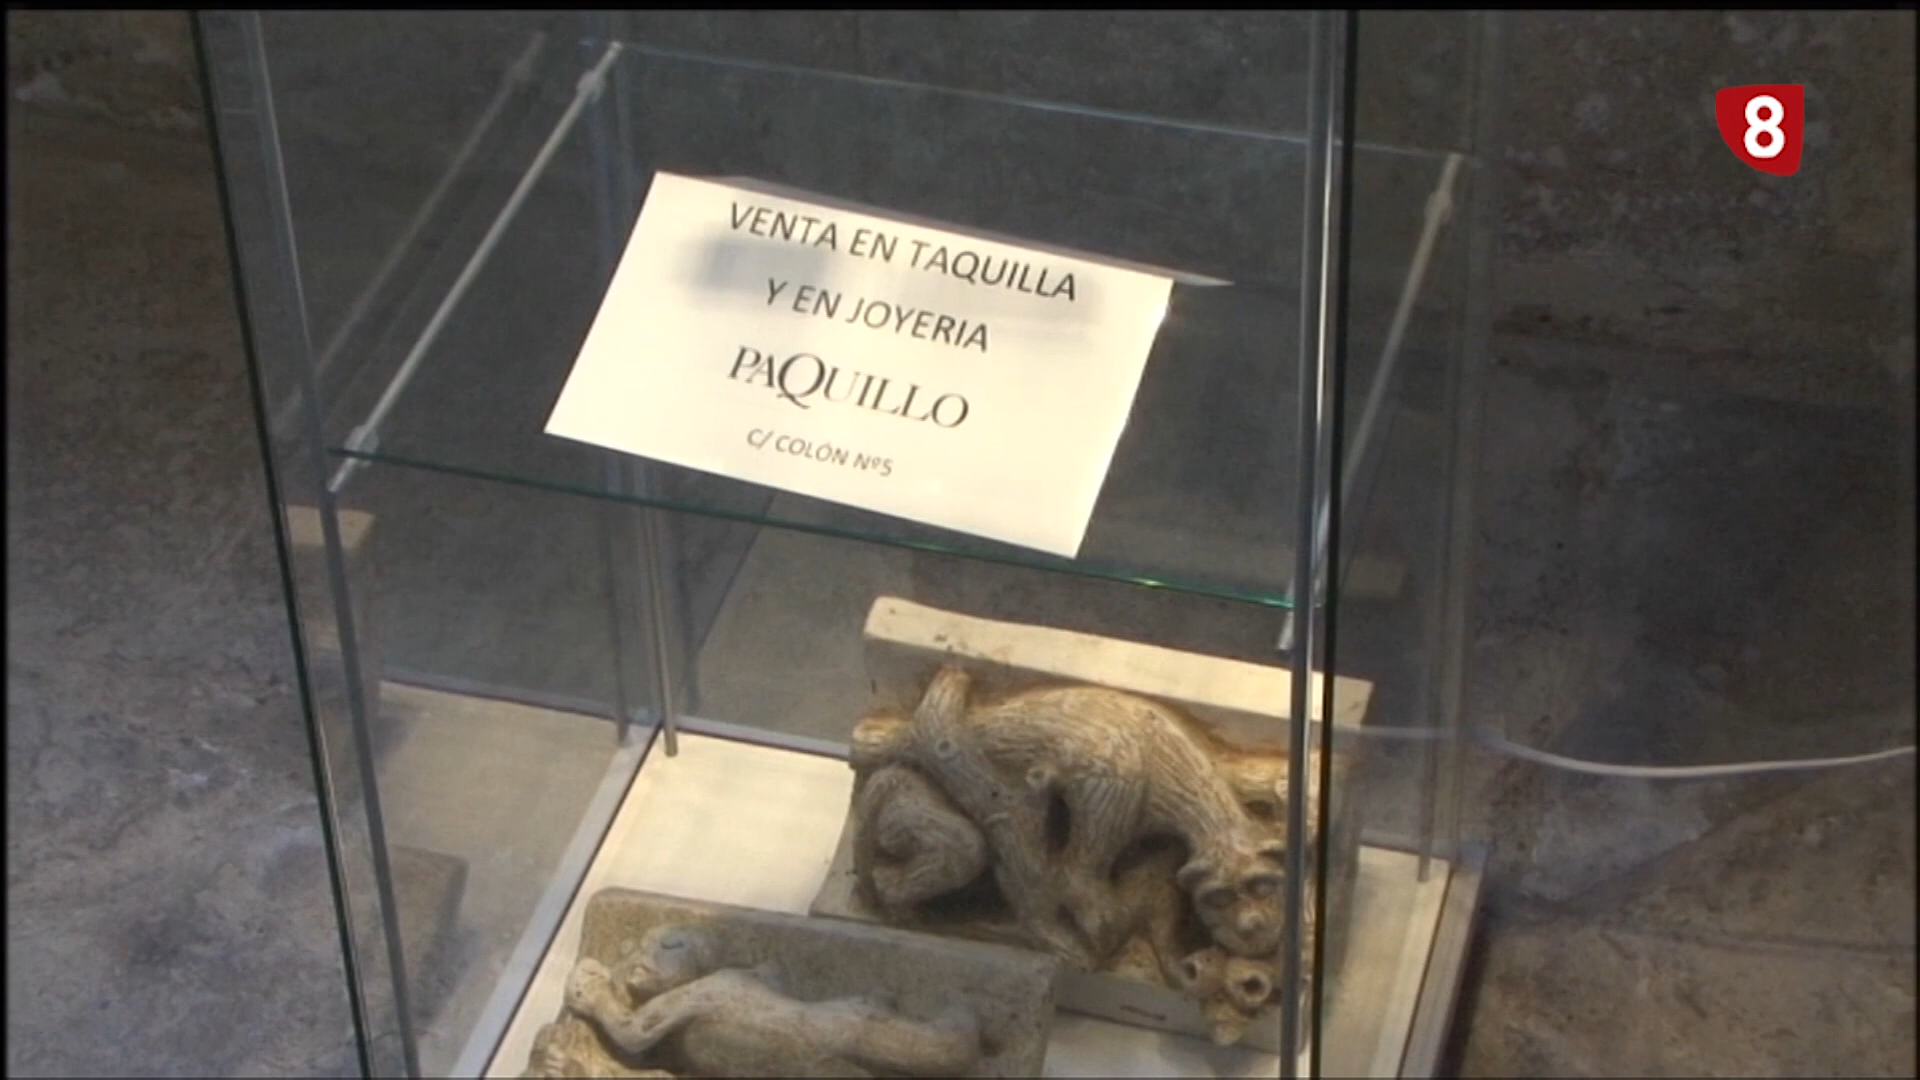 8
VENTA EN TAQUILLA
Y EN JOYERIA
PAQUILLO
C/ COLÓN Nº5